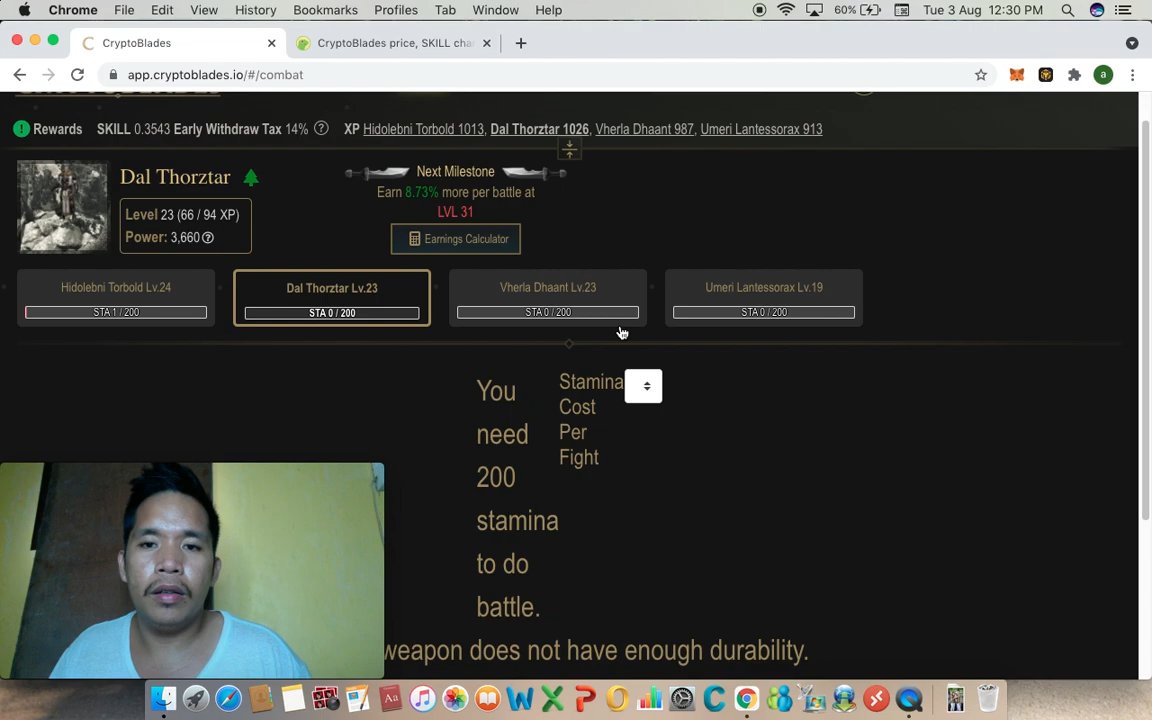 Chrome File Edit View History Bookmarks Profiles Tab Window Help 60% Tue 3 Aug 12:30 PM
CryptoBlades CryptoBlades price, SKILL cha
app.cryptoblades.io/#/combat a
Rewards SKILL 0.3543 Early Withdraw Tax 14% XP Hidolebni Torbold 1013, Dal Thorztar 1026, Vherla Dhaant 987, Umeri Lantessorax 913
Dal Thorztar
Level 23 (66 / 94 XP)
Power: 3,660
Next Milestone
Earn 8.73% more per battle at
LVL 31
Earnings Calculator
Hidolebni Torbold Lv.24 Dal Thorztar Lv.23 Vherla Dhaant Lv.23 Umeri Lantessorax Lv.19
STA 1 / 200 STA 0 / 200 STA 0 / 200 STA 0 / 200
You
need
200
stamina
to do
battle.
Stamina
Cost
Per
Fight
weapon does not have enough durability.